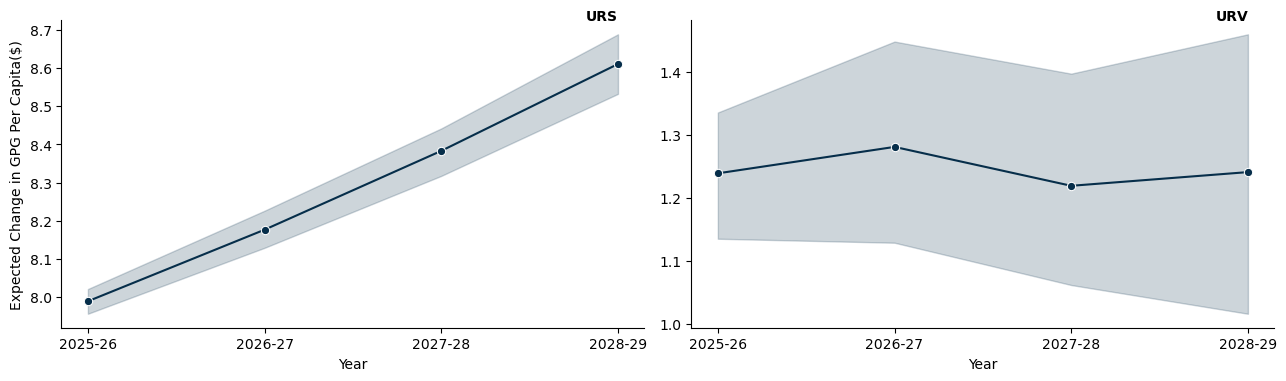 URS
Expected Change in GPG Per Capita($)
8.7
8.6
8.5
8.4
8.3
8.2
8.1
8.0
2025-26 2026-27 2027-28 2028-29
Year
URV
1.4
1.3
1.2
1.1
1.0
2025-26 2026-27 2027-28 2028-29
Year